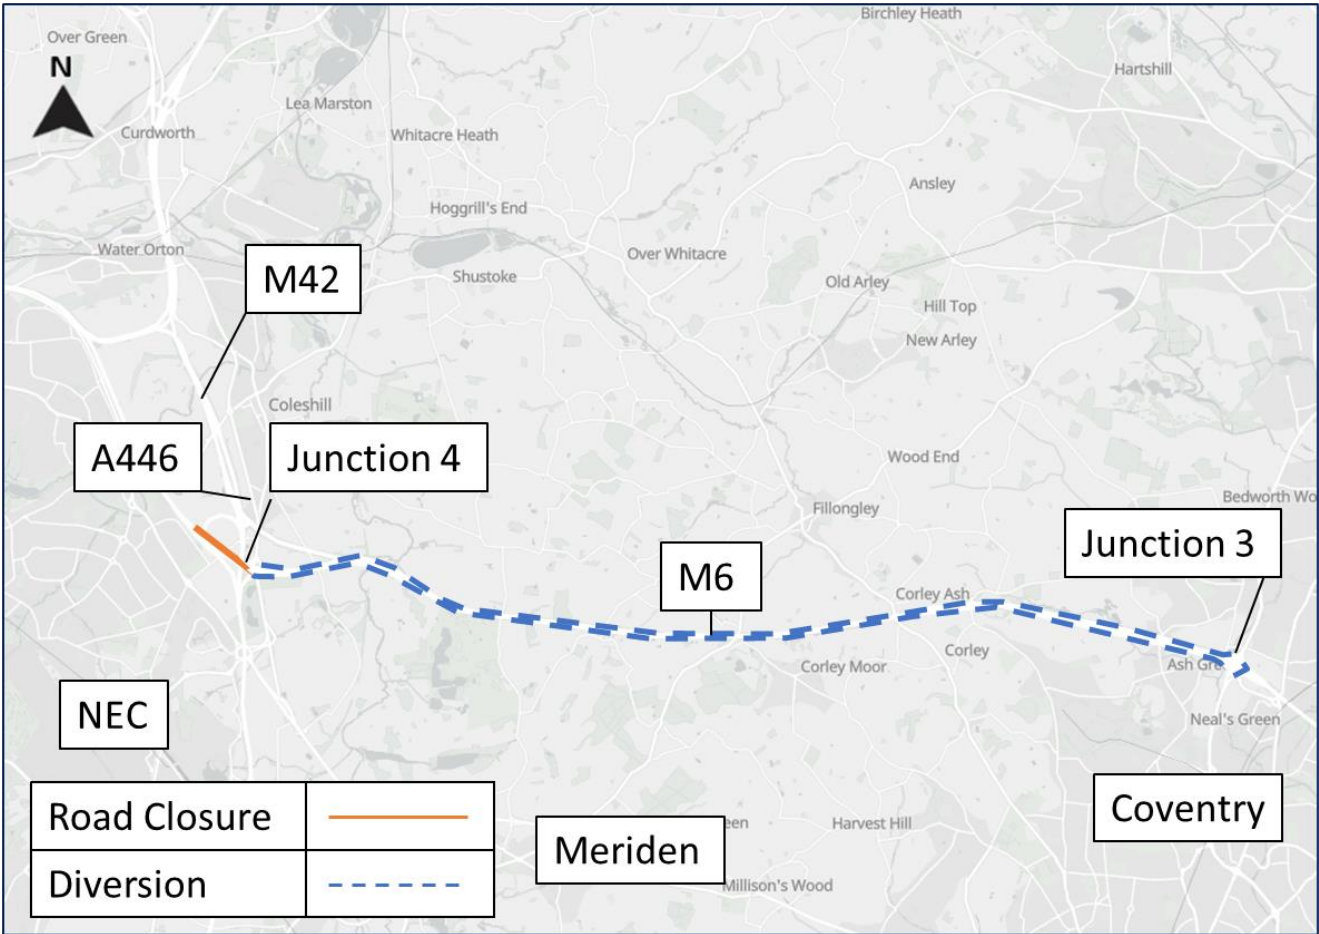 Birchley Heath
Over Green
N
Hartshill
Lea Marston
Curdworth
Whitacre Heath
Ansley
Hoggrill's End
Water Orton
Over Whitacre
M42
Shustoke
Old Arley
Hill Top
New Arley
Coleshill
A446
Junction 4
Wood End
Bedworth Wo
Fillongley
Junction 3
M6
Corley Ash
Corley
Corley Moor
Ash Gre
NEC
Neal's Green
Road Closure
Coventry
een
Harvest Hill
Meriden
Diversion
Millison's Wood